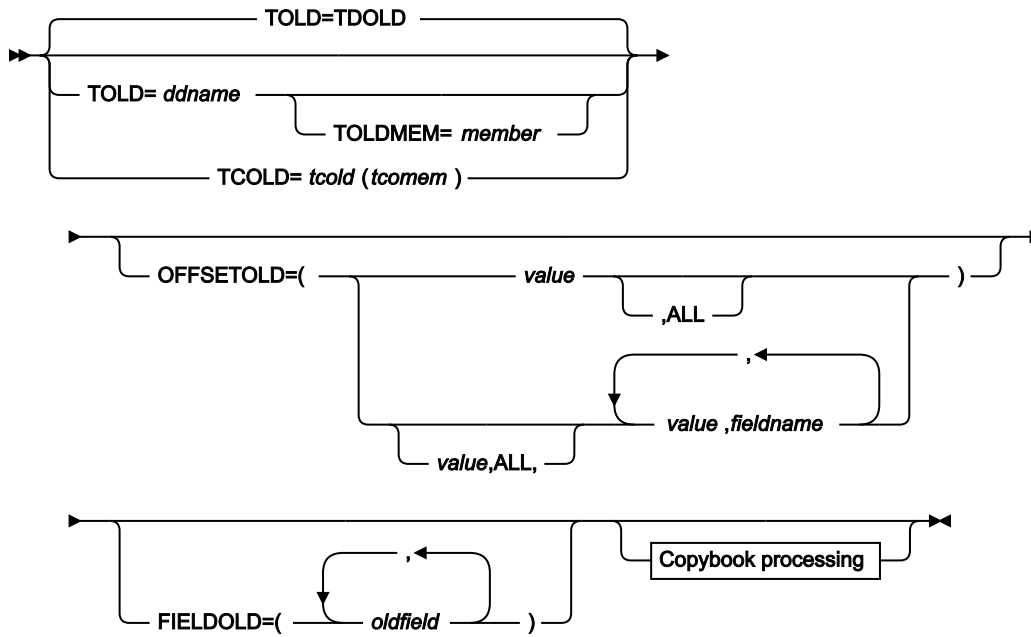 TOLD=TDOLD
TOLD= ddname
TOLDMEM= member
TCOLD= tcold (tcomem )
OFFSETOLD=( value )
,ALL
,
value ,fieldname
value,ALL,
,
Copybook processing
FIELDOLD=( oldfield )